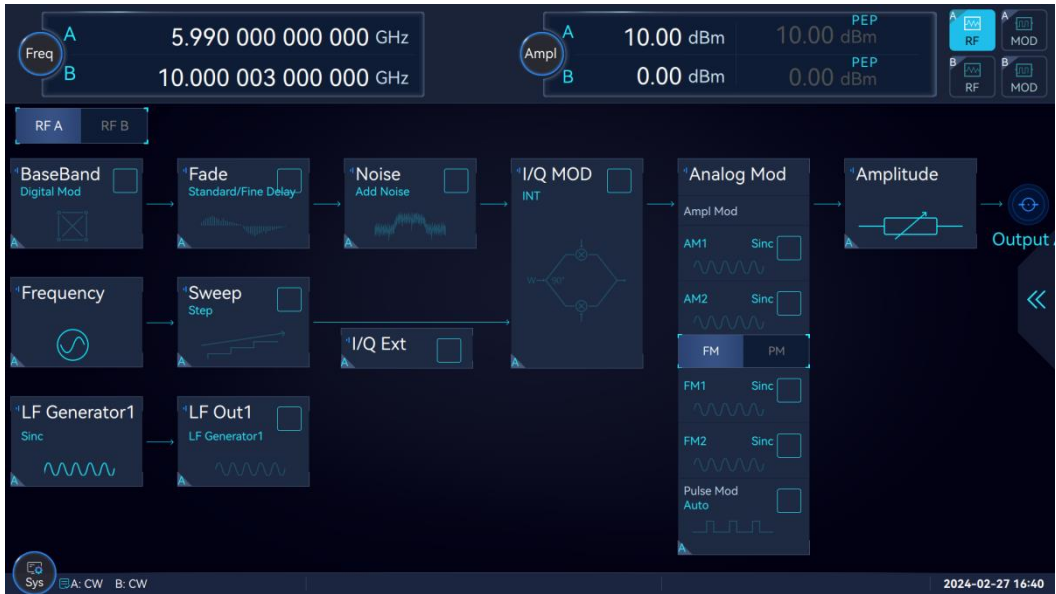 Freq
A 5.990 000 000 000 GHz
B 10.000 003 000 000 GHz
Ampl
A 10.00 dBm
PEP
10.00 dBm
B 0.00 dBm
PEP
0.00 dBm
A RF
A MOD
B RF
B MOD
RF A RF B
BaseBand
Digital Mod
A
Fade
Standard/Fine Delay
A
Noise
Add Noise
A
I/Q MOD
INT
90°
A
Analog Mod
Ampl Mod
AM1 Sinc
AM2 Sinc
FM PM
FM1 Sinc
FM2 Sinc
Pulse Mod
Auto
A
Amplitude
A
Output
Frequency
A
Sweep
Step
A
I/Q Ext
A
LF Generator1
Sinc
A
LF Out1
LF Generator1
A
Sys
A: CW B: CW
2024-02-27 16:40